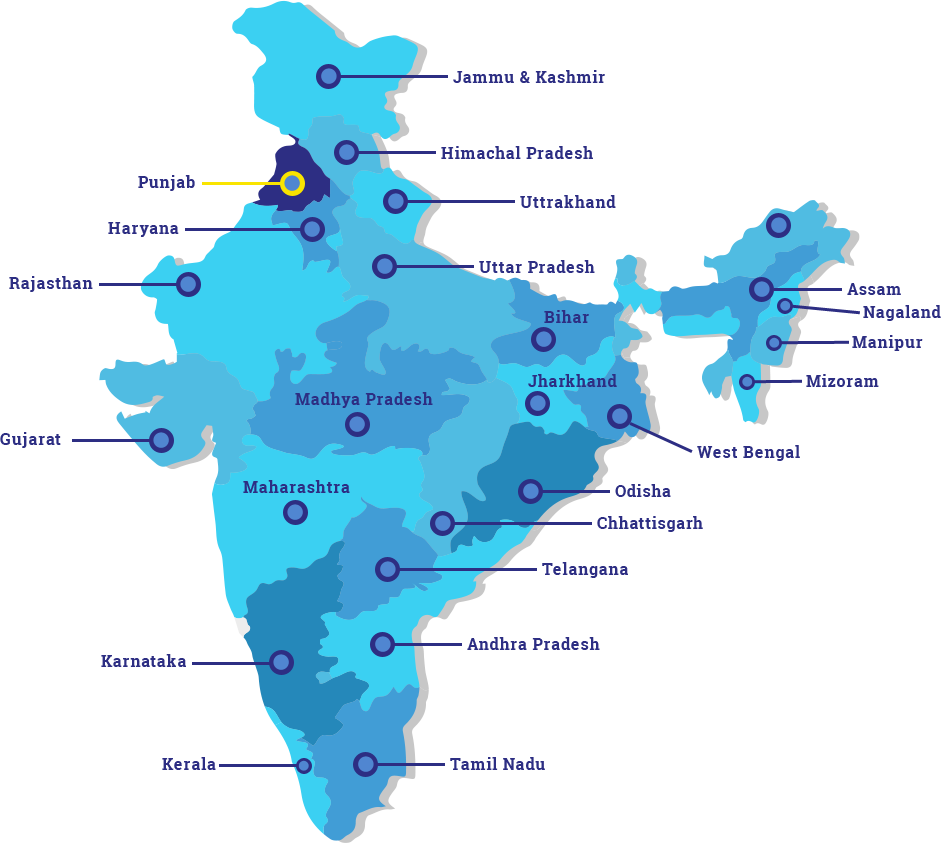 Jammu & Kashmir
Himachal Pradesh
Punjab
Uttrakhand
Haryana
Uttar Pradesh
Rajasthan
Assam
Nagaland
Bihar
Manipur
Jharkhand
Mizoram
Madhya Pradesh
Gujarat
West Bengal
Maharashtra
Odisha
Chhattisgarh
Telangana
Andhra Pradesh
Karnataka
Kerala
Tamil Nadu